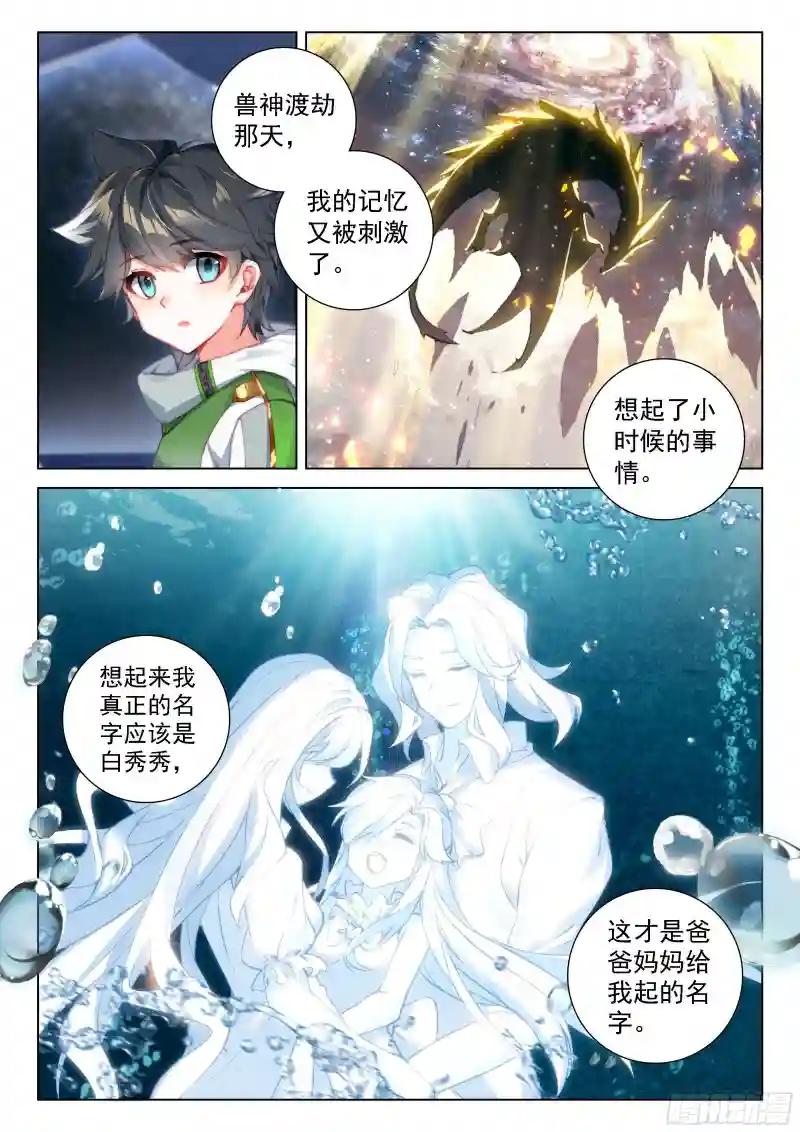 兽神渡劫
那天，
我的记忆
又被刺激
了。
想起了小
时候的事
情。
想起来我
真正的名
字应该是
白秀秀，
这才是爸
爸妈妈给
我起的名
字。